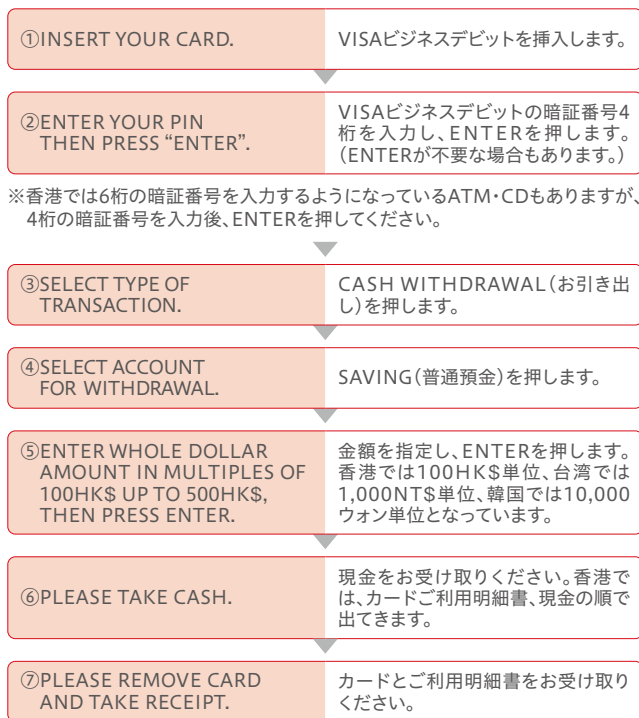 ①INSERT YOUR CARD.
VISAビジネスデビットを挿入します。
②ENTER YOUR PIN
THEN PRESS “ENTER”.
VISAビジネスデビットの暗証番号4
桁を入力し、ENTERを押します。
（ENTERが不要な場合もあります。）
※香港では6桁の暗証番号を入力するようになっているATM・CDもありますが、
4桁の暗証番号を入力後、ENTERを押してください。
③SELECT TYPE OF
TRANSACTION.
CASH WITHDRAWAL（お引き出
し）を押します。
④SELECT ACCOUNT
FOR WITHDRAWAL.
SAVING（普通預金）を押します。
⑤ENTER WHOLE DOLLAR
AMOUNT IN MULTIPLES OF
100HK$ UP TO 500HK$,
THEN PRESS ENTER.
金額を指定し、ENTERを押します。
香港では100HK$単位、台湾では
1,000NT$単位、韓国では10,000
ウォン単位となっています。
⑥PLEASE TAKE CASH.
現金をお受け取りください。香港で
は、カードご利用明細書、現金の順で
出てきます。
⑦PLEASE REMOVE CARD
AND TAKE RECEIPT.
カードとご利用明細書をお受け取り
ください。